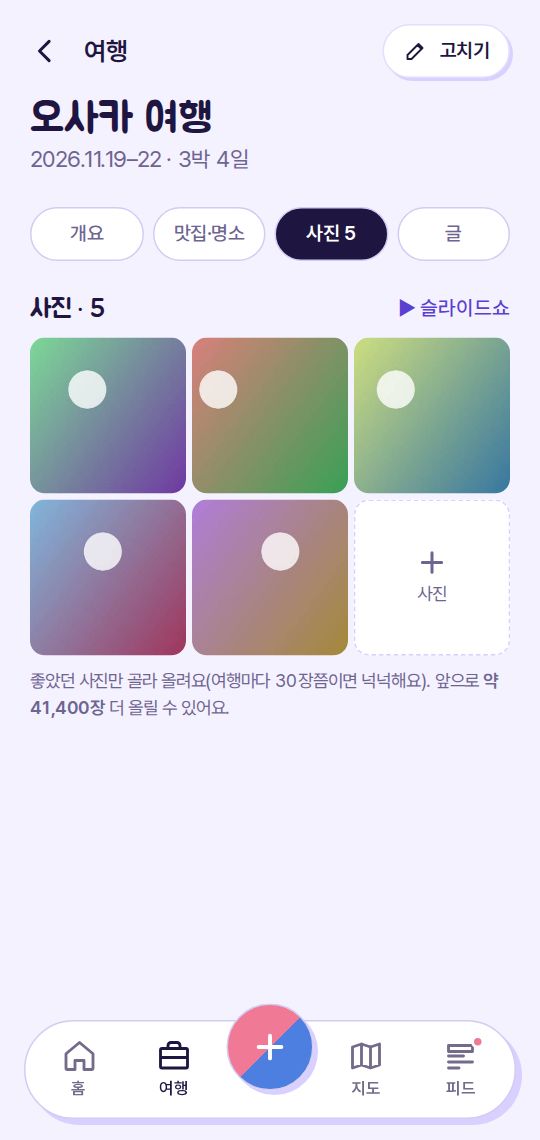 여행
고치기
오사카 여행
2026.11.19–22 · 3박 4일
개요
맛집·명소
사진 5
글
사진 · 5
▶ 슬라이드쇼
사진
좋았던 사진만 골라 올려요(여행마다 30장쯤이면 넉넉해요). 앞으로 약
41,400장 더 올릴 수 있어요.
홈
여행
지도
피드